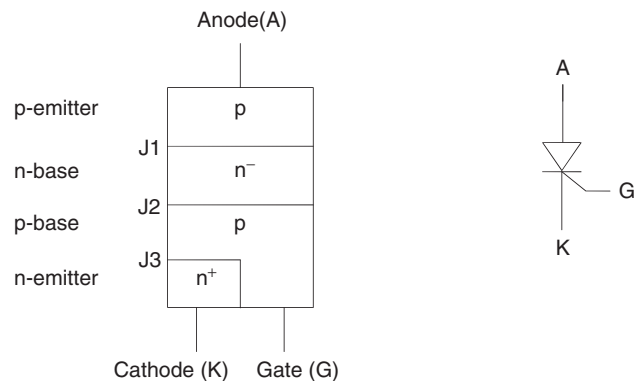 Anode(A)
p-emitter
p
J1
n-base
n⁻
J2
p-base
p
J3
n-emitter
n⁺
Cathode (K)
Gate (G)
A
G
K